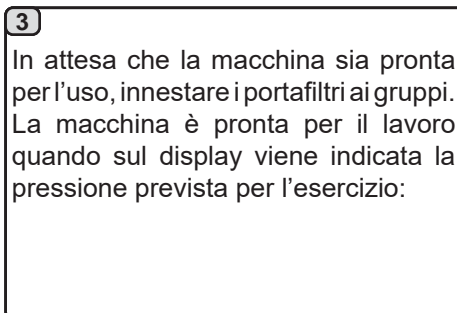 3
In attesa che la macchina sia pronta
per l'uso, innestare i portafiltri ai gruppi.
La macchina è pronta per il lavoro
quando sul display viene indicata la
pressione prevista per l'esercizio: